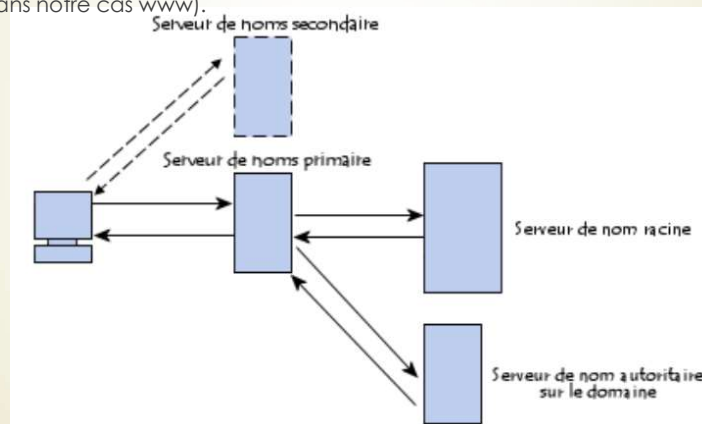 ans notre cas www).
Serveur de noms secondaire
Serveur de noms primaire
Serveur de nom racine
Serveur de nom autoritaire
sur le domaine